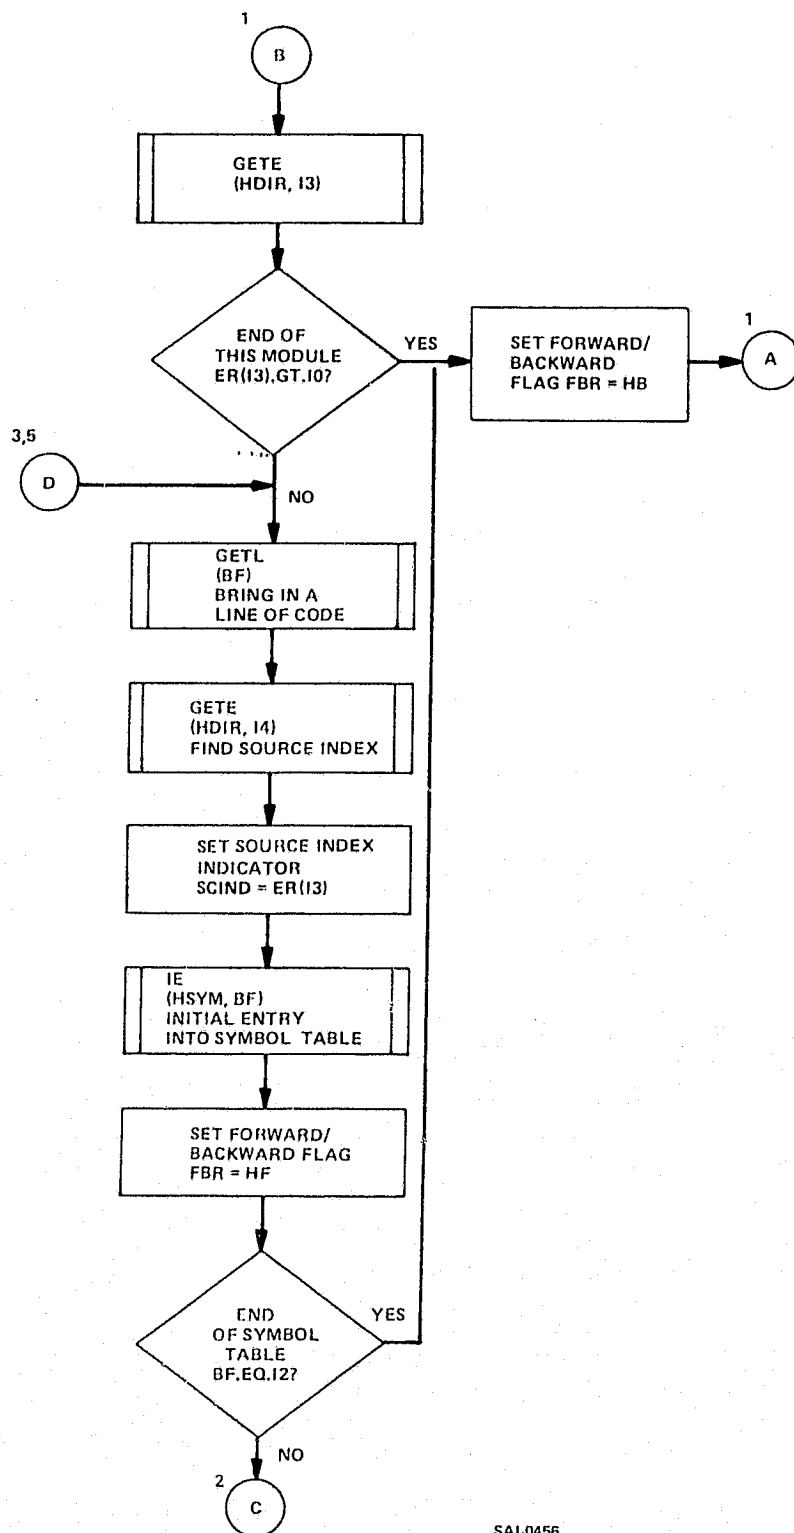 1
B
GETE
(HDIR, I3)
END OF
THIS MODULE
ER(I3).GT.I0?
YES
SET FORWARD/
BACKWARD
FLAG FBR = HB
1
A
3,5
D
NO
GETL
(BF)
BRING IN A
LINE OF CODE
GETE
(HDIR, I4)
FIND SOURCE INDEX
SET SOURCE INDEX
INDICATOR
SCIND = ER(I3)
IE
(HSYM, BF)
INITIAL ENTRY
INTO SYMBOL TABLE
SET FORWARD/
BACKWARD FLAG
FBR = HF
END
OF SYMBOL
TABLE
BF.EQ.I2?
YES
NO
2
C
SAI-0456